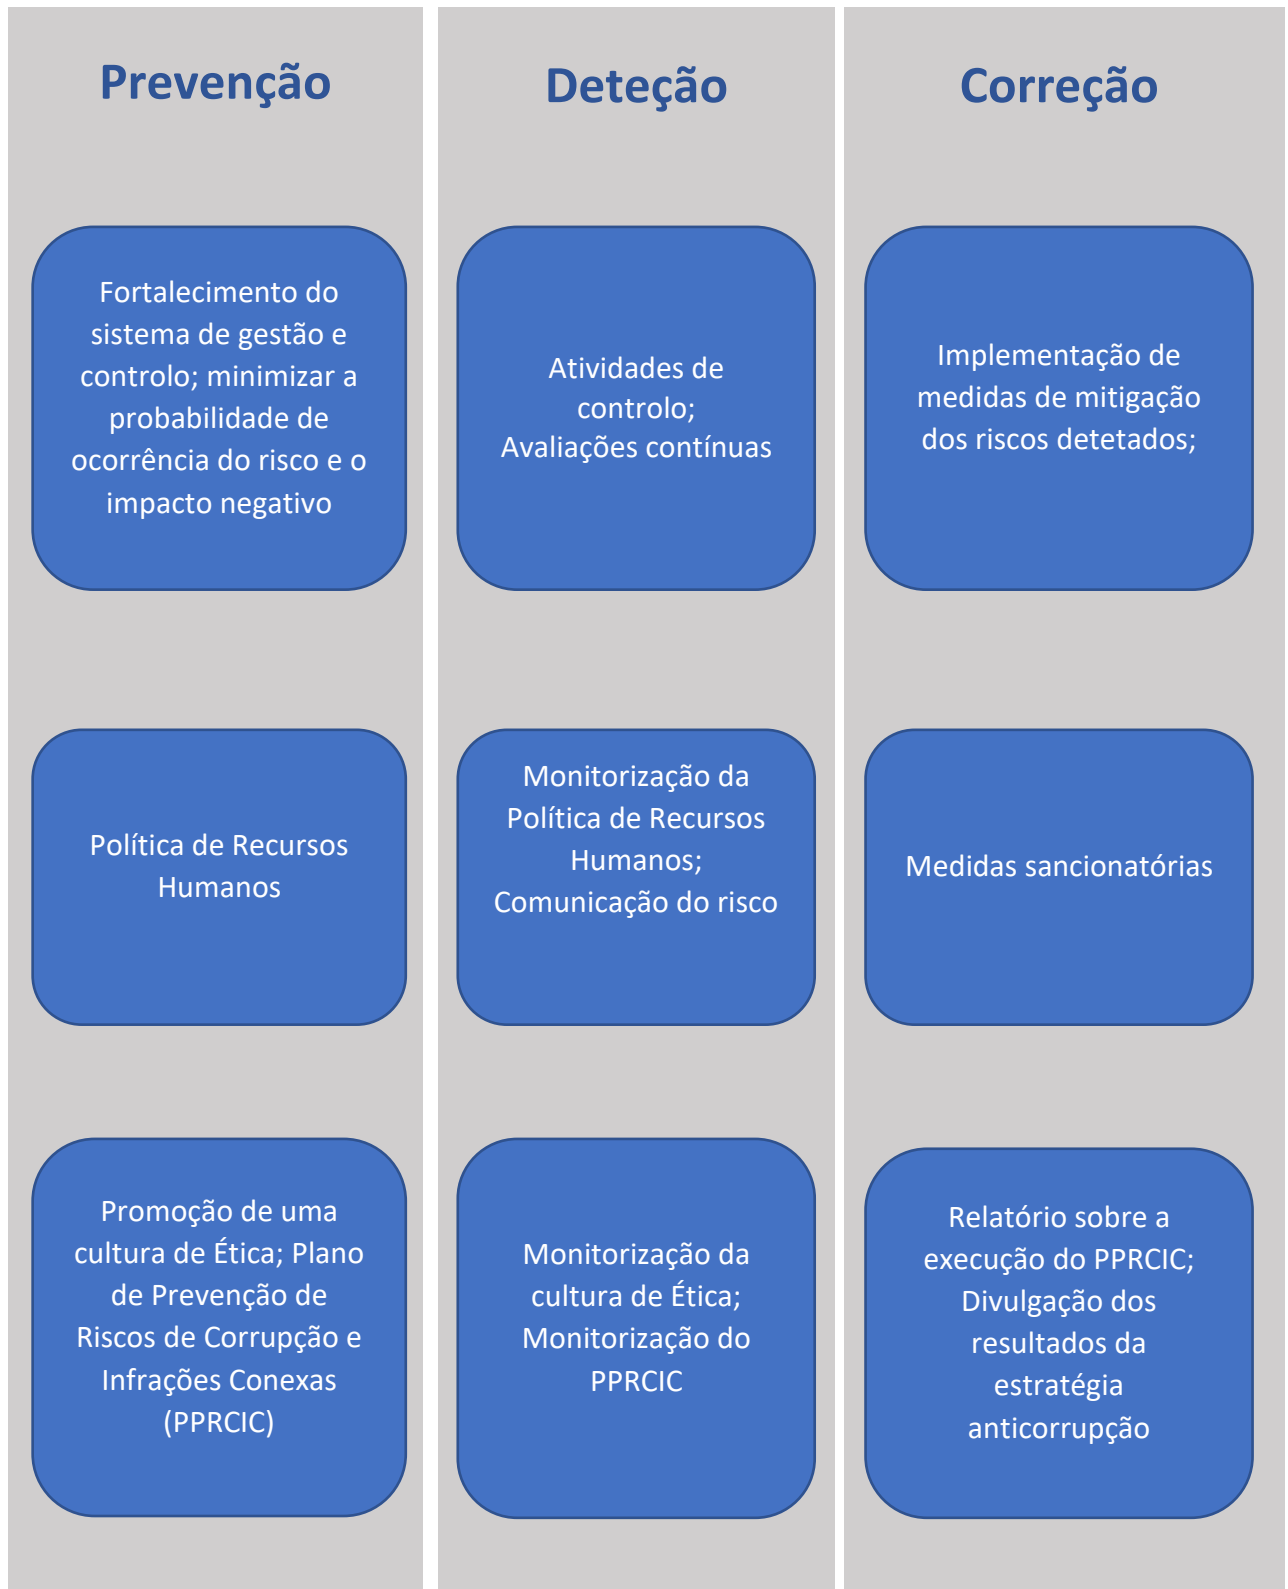 Prevenção
Fortalecimento do
sistema de gestão e
controlo; minimizar a
probabilidade de
ocorrência do risco e o
impacto negativo
Política de Recursos
Humanos
Promoção de uma
cultura de Ética; Plano
de Prevenção de
Riscos de Corrupção e
Infrações Conexas
(PPRCIC)
Deteção
Atividades de
controlo;
Avaliações contínuas
Monitorização da
Política de Recursos
Humanos;
Comunicação do risco
Monitorização da
cultura de Ética;
Monitorização do
PPRCIC
Correção
Implementação de
medidas de mitigação
dos riscos detetados;
Medidas sancionatórias
Relatório sobre a
execução do PPRCIC;
Divulgação dos
resultados da
estratégia
anticorrupção